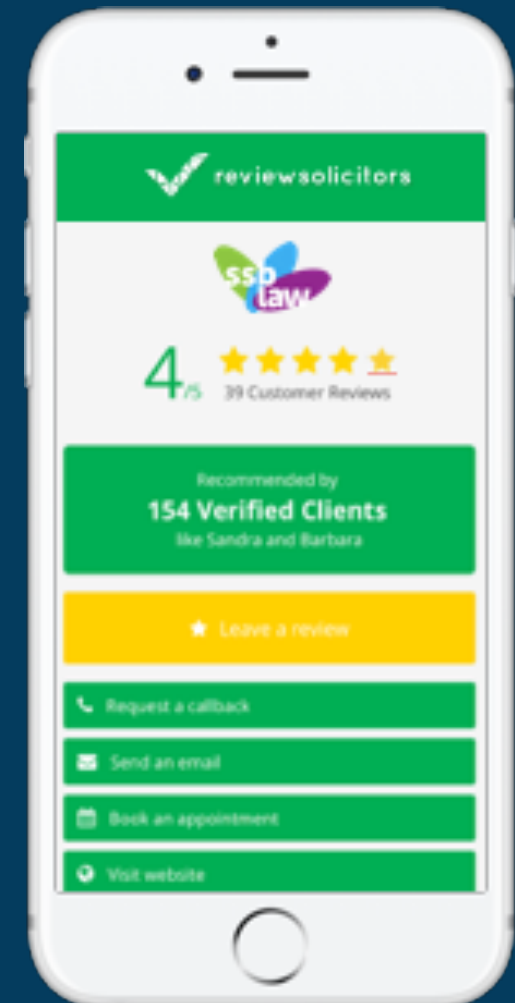 reviewsolicitors
ssb
law
4/5
39 Customer Reviews
Recommended by
154 Verified Clients
like Sandra and Barbara
Leave a review
Request a callback
Send an email
Book an appointment
Visit website